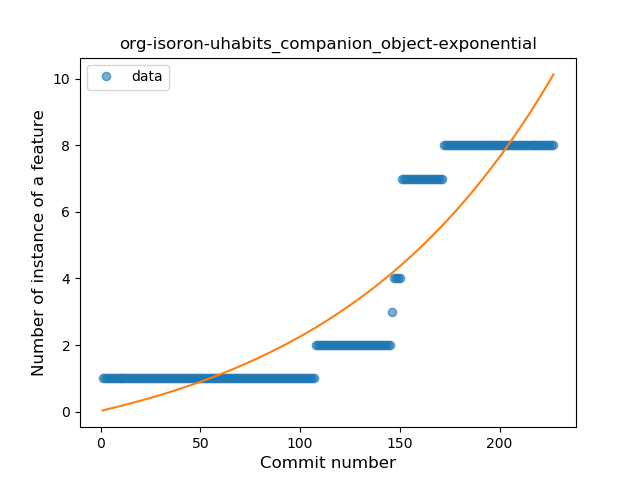 org-isoron-uhabits_companion_object-exponential
data
Number of instance of a feature
10
8
6
4
2
0
0 50 100 150 200
Commit number